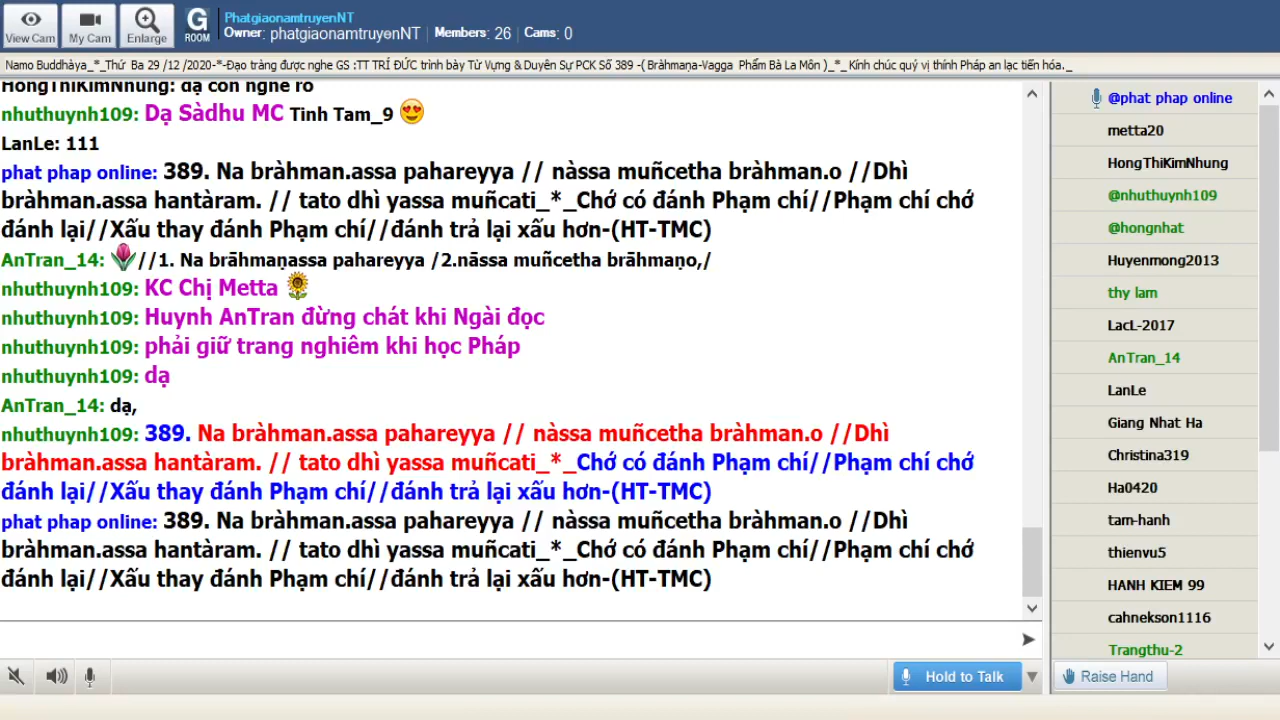 View Cam
My Cam
Enlarge
G
ROOM
PhatgiaonamtruyenNT
Owner: phatgiaonamtruyenNT | Members: 26 | Cams: 0
Namo Buddhàya_*_Thứ Ba 29 /12 /2020-*-Đạo tràng được nghe GS :TT TRÍ ĐỨC trình bày Tứ Vựng & Duyên Sự PCK Số 389 -( Bràhmaṇa-Vagga Phẩm Bà La Môn )_*_ Kính chúc quý vị thính Pháp an lạc tiến hóa._
HongThiKimNhung: dạ con nghe rõ
nhuthuynh109: Dạ Sàdhu MC Tinh Tam_9
LanLe: 111
phat phap online: 389. Na bràhman.assa pahareyya // nàssa muñcetha bràhman.o //Dhì
bràhman.assa hantàram. // tato dhì yassa muñcati_*_Chớ có đánh Phạm chí//Phạm chí chớ
đánh lại//Xấu thay đánh Phạm chí//đánh trả lại xấu hơn-(HT-TMC)
AnTran_14: //1. Na brāhmaṇassa pahareyya /2.nāssa muñcetha brāhmaṇo,/
nhuthuynh109: KC Chị Metta
nhuthuynh109: Huynh AnTran đừng chát khi Ngài đọc
nhuthuynh109: phải giữ trang nghiêm khi học Pháp
nhuthuynh109: dạ
AnTran_14: dạ,
nhuthuynh109: 389. Na bràhman.assa pahareyya // nàssa muñcetha bràhman.o //Dhì
bràhman.assa hantàram. // tato dhì yassa muñcati_*_Chớ có đánh Phạm chí//Phạm chí chớ
đánh lại//Xấu thay đánh Phạm chí//đánh trả lại xấu hơn-(HT-TMC)
phat phap online: 389. Na bràhman.assa pahareyya // nàssa muñcetha bràhman.o //Dhì
bràhman.assa hantàram. // tato dhì yassa muñcati_*_Chớ có đánh Phạm chí//Phạm chí chớ
đánh lại//Xấu thay đánh Phạm chí//đánh trả lại xấu hơn-(HT-TMC)
@phat phap online
metta20
HongThiKimNhung
@nhuthuynh109
@hongnhat
Huyenmong2013
thy lam
LacL-2017
AnTran_14
LanLe
Giang Nhat Ha
Christina319
Ha0420
tam-hanh
thienvu5
HANH KIEM 99
cahnekson1116
Trangthu-2
Hold to Talk
Raise Hand